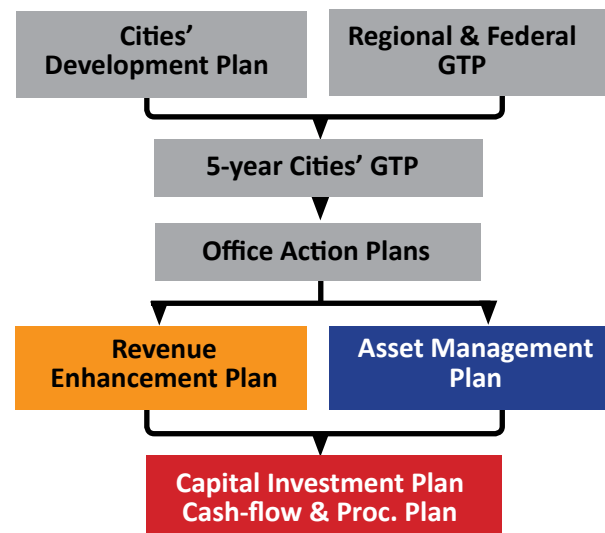 Cities’
Development Plan
Regional & Federal
GTP
5-year Cities’ GTP
Office Action Plans
Revenue
Enhancement Plan
Asset Management
Plan
Capital Investment Plan
Cash-flow & Proc. Plan